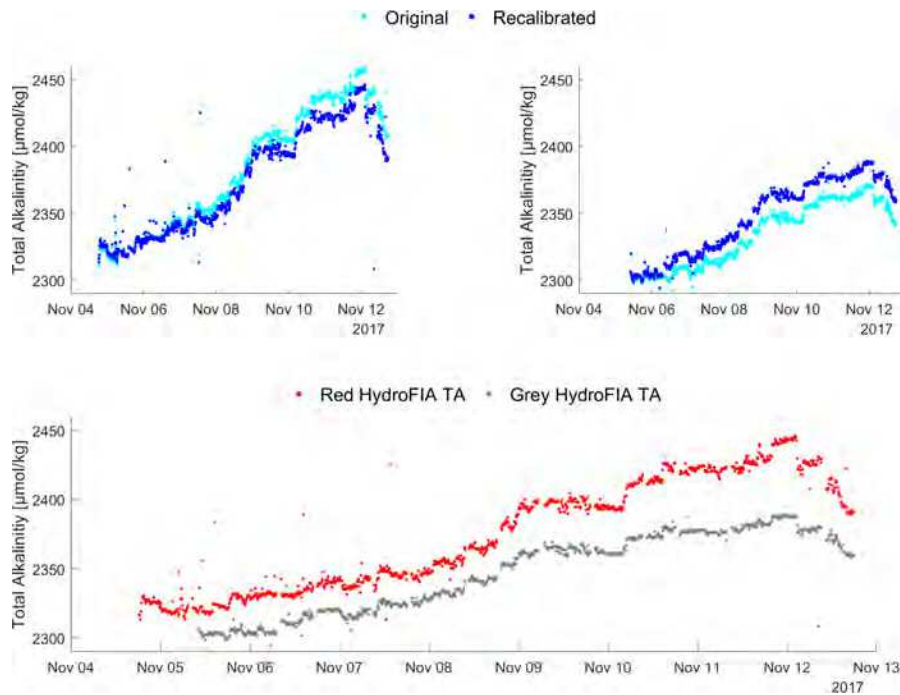 Original Recalibrated
Total Alkalinitiy [µmol/kg]
2450
2400
2350
2300
Nov 04 Nov 06 Nov 08 Nov 10 Nov 12
2017
Total Alkalinitiy [µmol/kg]
2450
2400
2350
2300
Nov 04 Nov 06 Nov 08 Nov 10 Nov 12
2017
Red HydroFIA TA Grey HydroFIA TA
Total Alkalinitiy [µmol/kg]
2450
2400
2350
2300
Nov 04 Nov 05 Nov 06 Nov 07 Nov 08 Nov 09 Nov 10 Nov 11 Nov 12 Nov 13
2017